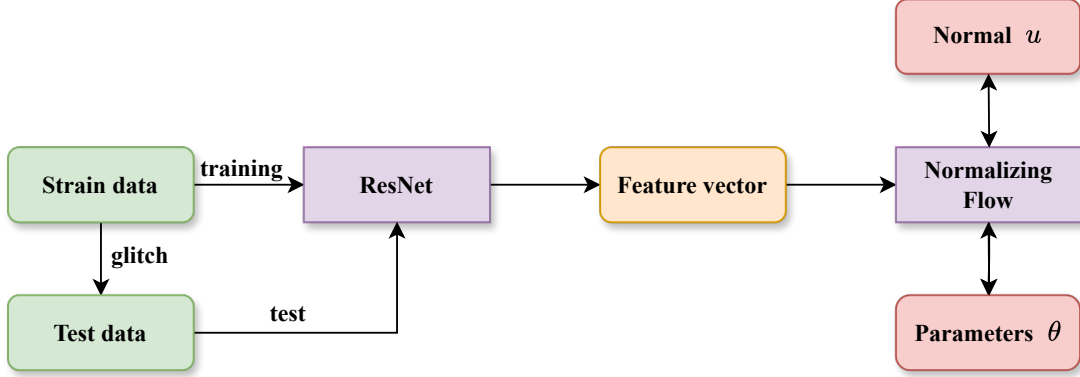 Normal u
training
Strain data
ResNet
Feature vector
Normalizing
Flow
glitch
Test data
test
Parameters θ